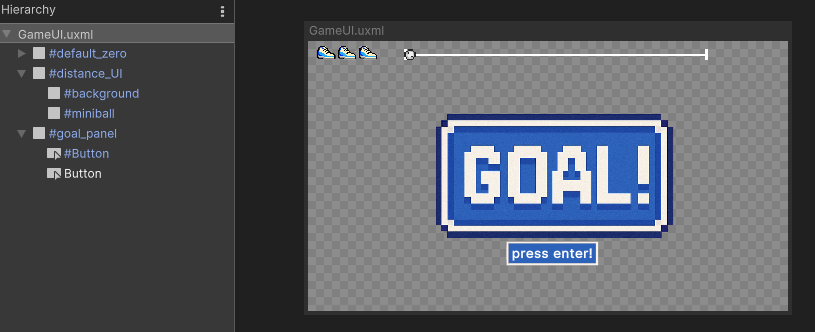 Hierarchy
GameUI.uxml
#default_zero
#distance_UI
#background
#miniball
#goal_panel
#Button
Button
GameUI.uxml
GOAL!
press enter!